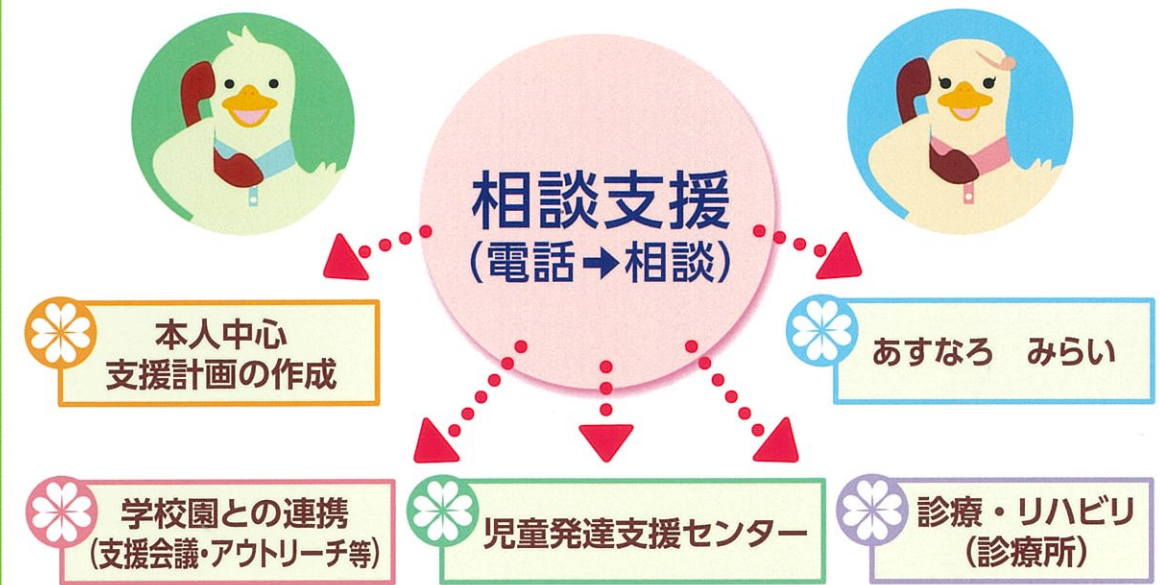 相談支援
(電話➡相談)
本人中心
支援計画の作成
あすなろ　みらい
学校園との連携
(支援会議・アウトリーチ等)
児童発達支援センター
診療・リハビリ
(診療所)